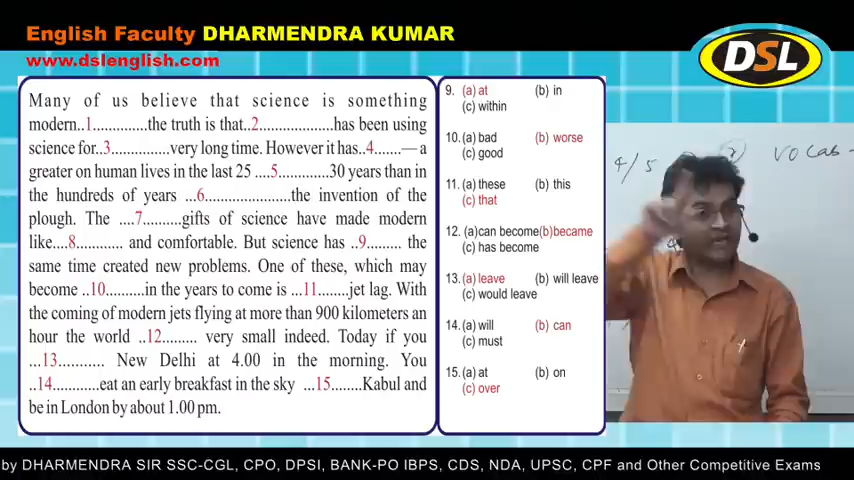 English Faculty DHARMENDRA KUMAR
www.dslenglish.com
DSL
Many of us believe that science is something
modern..1..............the truth is that..2...................has been using
science for..3...............very long time. However it has..4.......— a
greater on human lives in the last 25 ....5.......30 years than in
the hundreds of years ...6.....................the invention of the
plough. The ....7........gifts of science have made modern
like....8............ and comfortable. But science has ..9......... the
same time created new problems. One of these, which may
become ..10..........in the years to come is ...11.......jet lag. With
the coming of modern jets flying at more than 900 kilometers an
hour the world ..12......... very small indeed. Today if you
...13........... New Delhi at 4.00 in the morning. You
..14............eat an early breakfast in the sky ...15........Kabul and
be in London by about 1.00 pm.
9. (a) at (b) in
(c) within
10. (a) bad (b) worse
(c) good
11. (a) these (b) this
(c) that
12. (a)can become(b)became
(c) has become
13. (a) leave (b) will leave
(c) would leave
14. (a) will (b) can
(c) must
15. (a) at (b) on
(c) over
4/5 VOCab-
by DHARMENDRA SIR SSC-CGL, CPO, DPSI, BANK-PO IBPS, CDS, NDA, UPSC, CPF and Other Competitive Exams